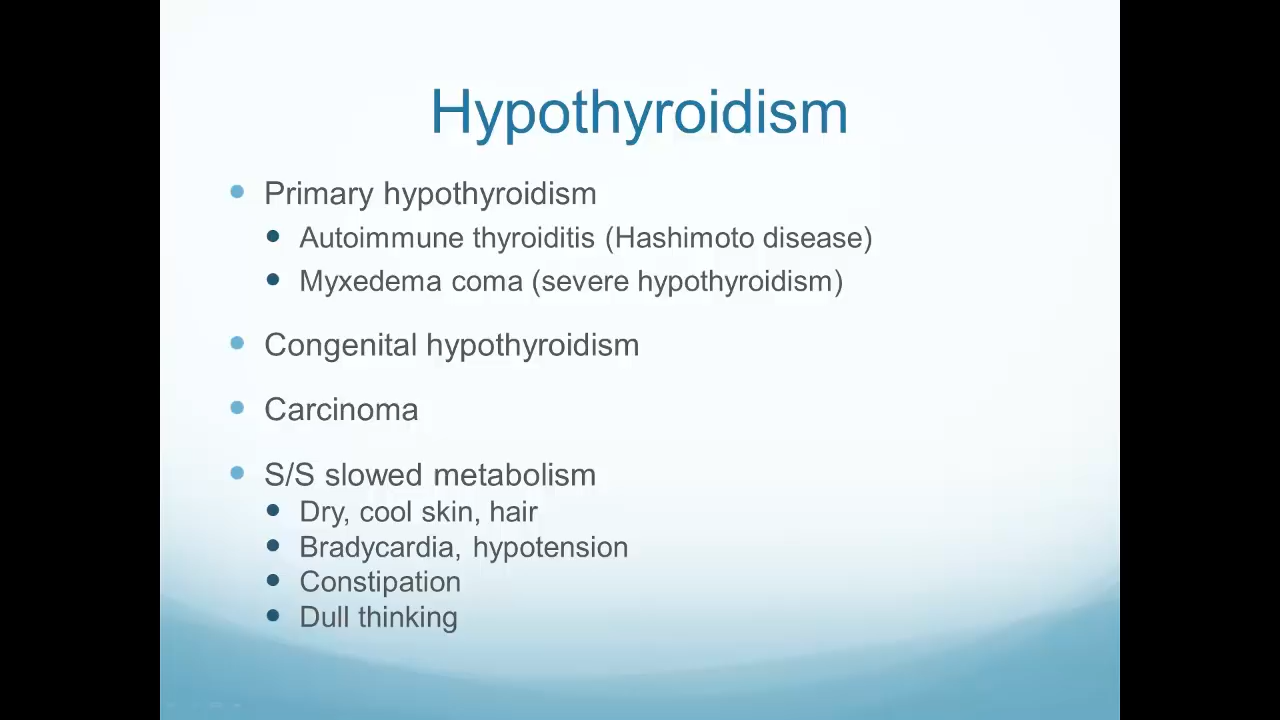 Hypothyroidism
Primary hypothyroidism
Autoimmune thyroiditis (Hashimoto disease)
Myxedema coma (severe hypothyroidism)
Congenital hypothyroidism
Carcinoma
S/S slowed metabolism
Dry, cool skin, hair
Bradycardia, hypotension
Constipation
Dull thinking